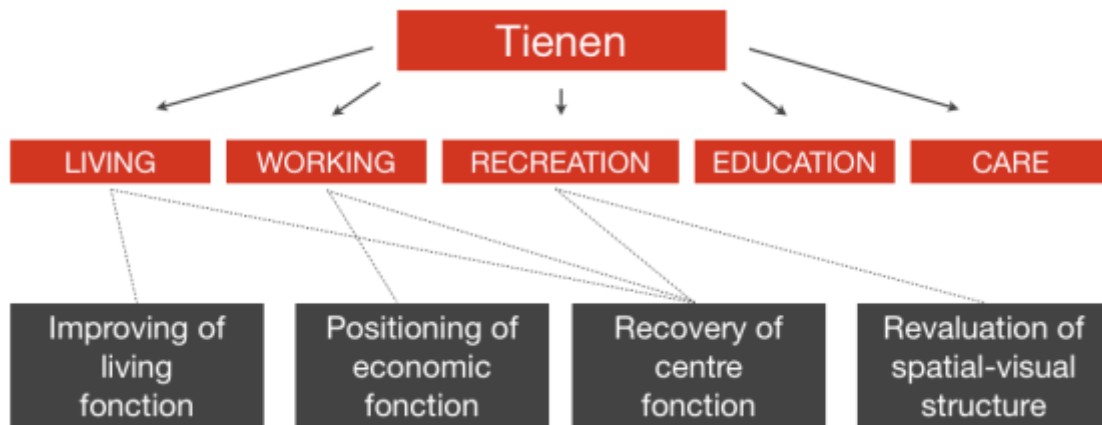 Tienen
LIVING
WORKING
RECREATION
EDUCATION
CARE
Improving of
living
fonction
Positioning of
economic
fonction
Recovery of
centre
fonction
Revaluation of
spatial-visual
structure